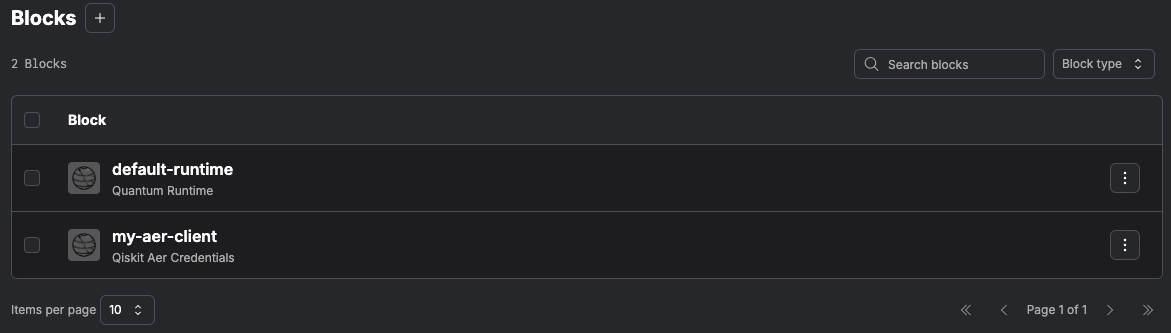 Blocks
2 Blocks
Search blocks
Block type
Block
default-runtime
Quantum Runtime
my-aer-client
Qiskit Aer Credentials
Items per page 10
Page 1 of 1